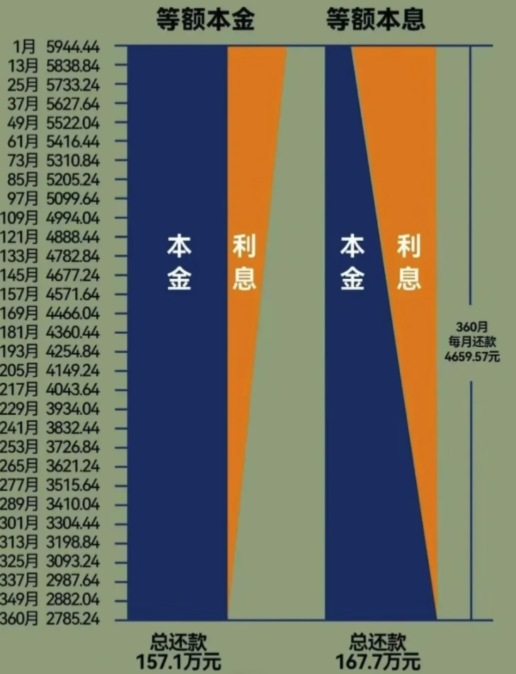 等额本金 等额本息
1月 5944.44
13月 5838.84
25月 5733.24
37月 5627.64
49月 5522.04
61月 5416.44
73月 5310.84
85月 5205.24
97月 5099.64
109月 4994.04
121月 4888.44
133月 4782.84
145月 4677.24
157月 4571.64
169月 4466.04
181月 4360.44
193月 4254.84
205月 4149.24
217月 4043.64
229月 3934.04
241月 3832.44
253月 3726.84
265月 3621.24
277月 3515.64
289月 3410.04
301月 3304.44
313月 3198.84
325月 3093.24
337月 2987.64
349月 2882.04
360月 2785.24
本金
利息
本金
利息
360月
每月还款
4659.57元
总还款
157.1万元
总还款
167.7万元